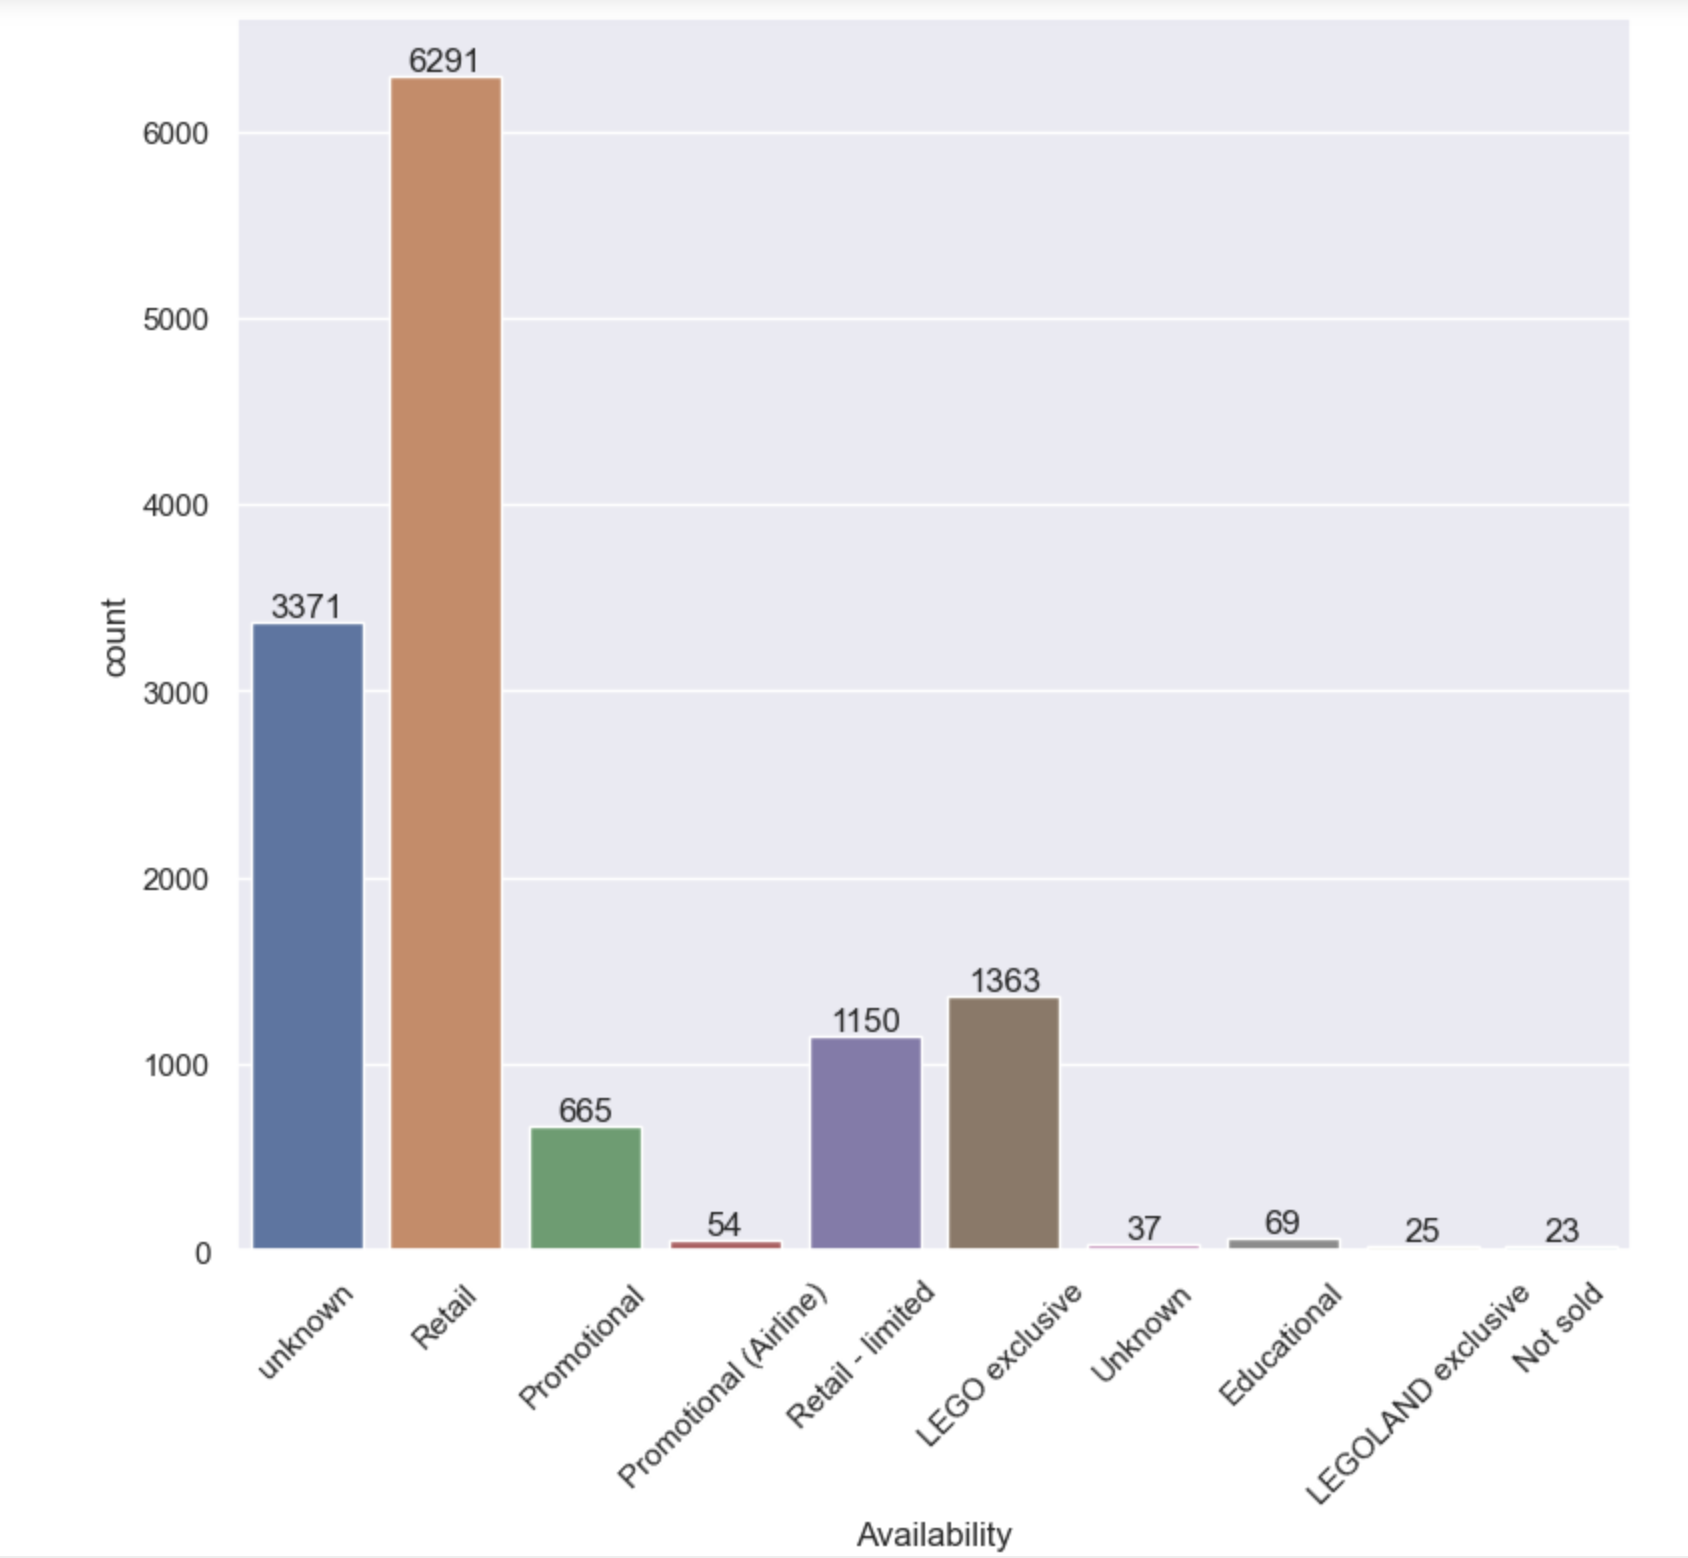 6291
6000
5000
4000
3371
count
3000
2000
1363
1150
1000
665
54
37
69
25
23
0
unknown
Retail
Promotional
Promotional (Airline)
Retail - limited
LEGO exclusive
Unknown
Educational
LEGOLAND exclusive
Not sold
Availability